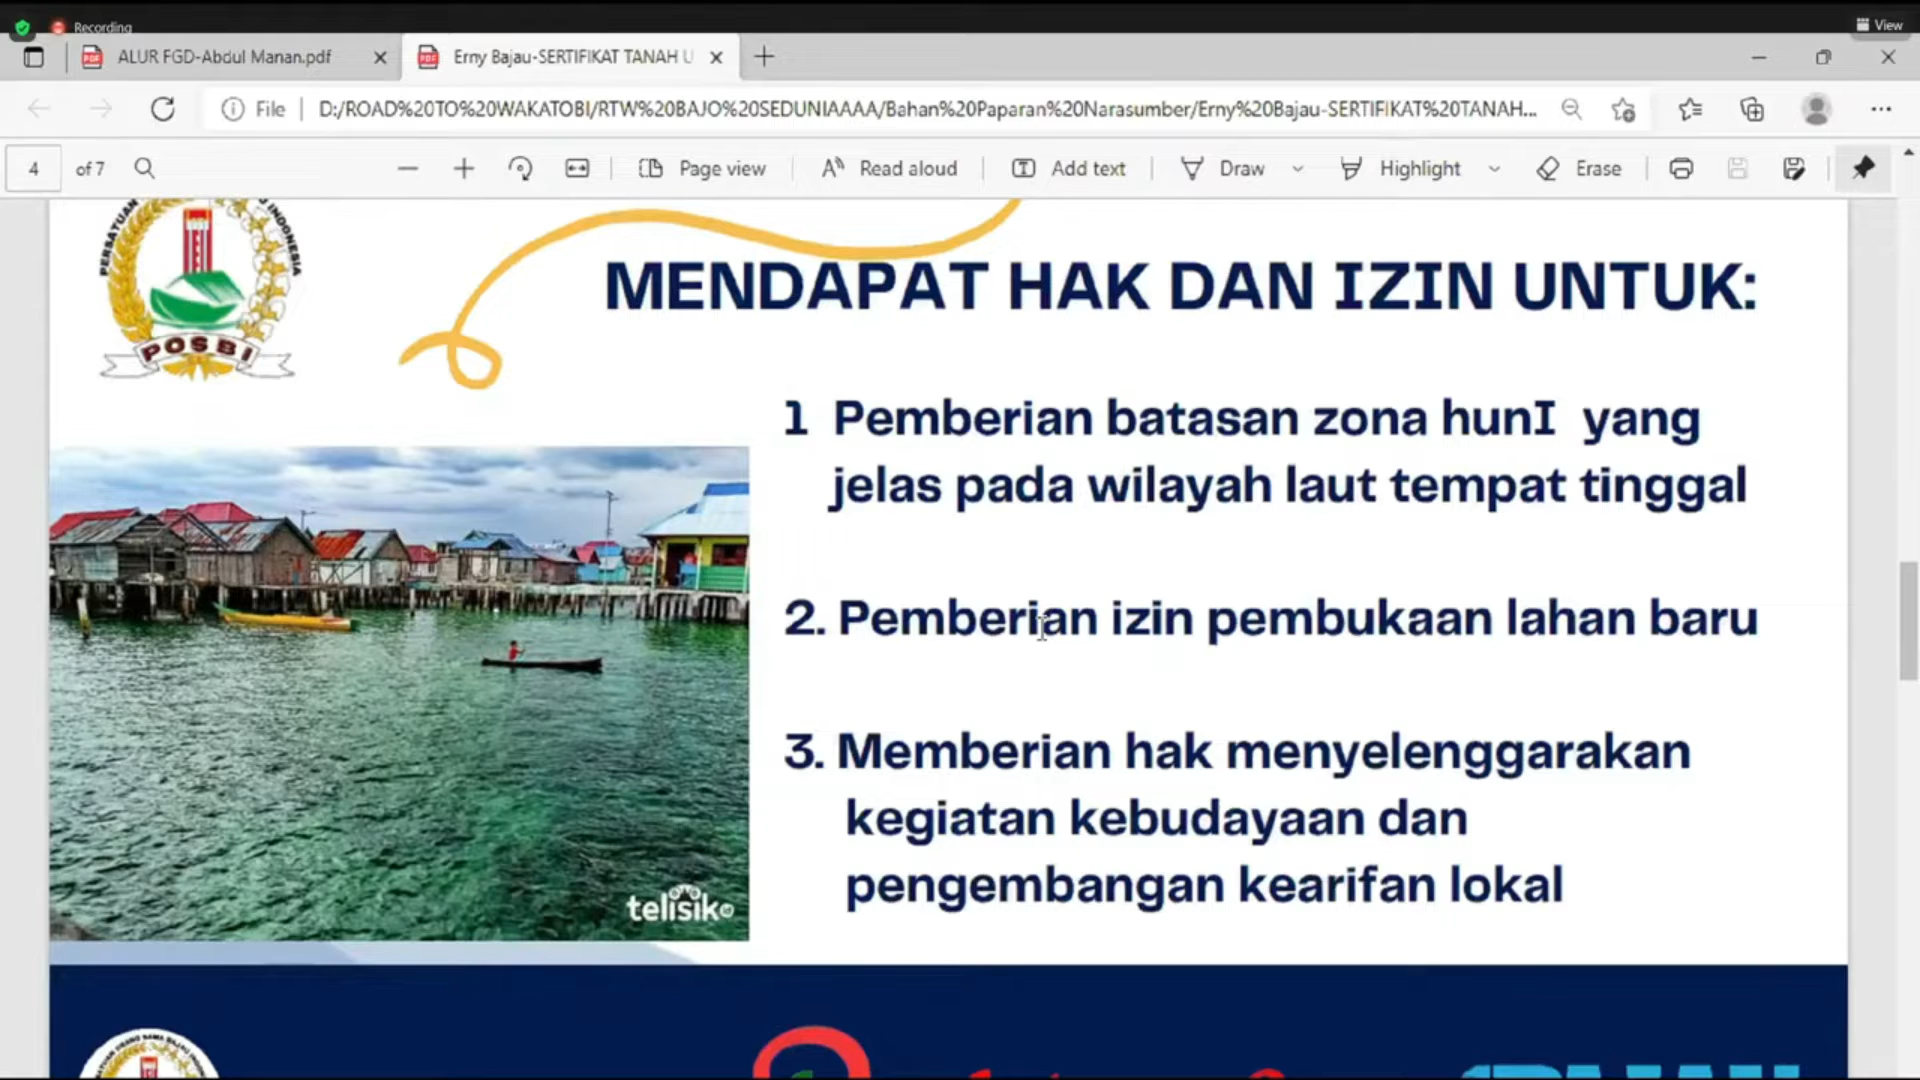 Recording
View
ALUR FGD-Abdul Manan.pdf
Erny Bajau-SERTIFIKAT TANAH U
File
D:/ROAD%20TO%20WAKATOBI/RTW%20BAJO%20SEDUNIAAAA/Bahan%20Paparan%20Narasumber/Erny%20Bajau-SERTIFIKAT%20TANAH...
4 of 7
Page view
Read aloud
Add text
Draw
Highlight
Erase
PERSATUAN
INDONESIA
POSBI
MENDAPAT HAK DAN IZIN UNTUK:
1 Pemberian batasan zona hunI yang
jelas pada wilayah laut tempat tinggal
2. Pemberian izin pembukaan lahan baru
3. Memberian hak menyelenggarakan
kegiatan kebudayaan dan
pengembangan kearifan lokal
telisik